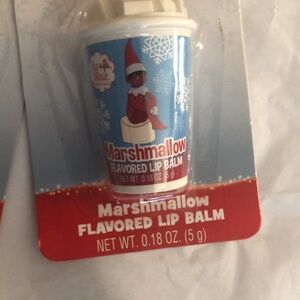 Marshmallow
FLAVORED LIP BALM
NET WT. 0.18 OZ. (5 g)
Marshmallow
FLAVORED LIP BALM
NET WT. 0.18 OZ. (5 g)